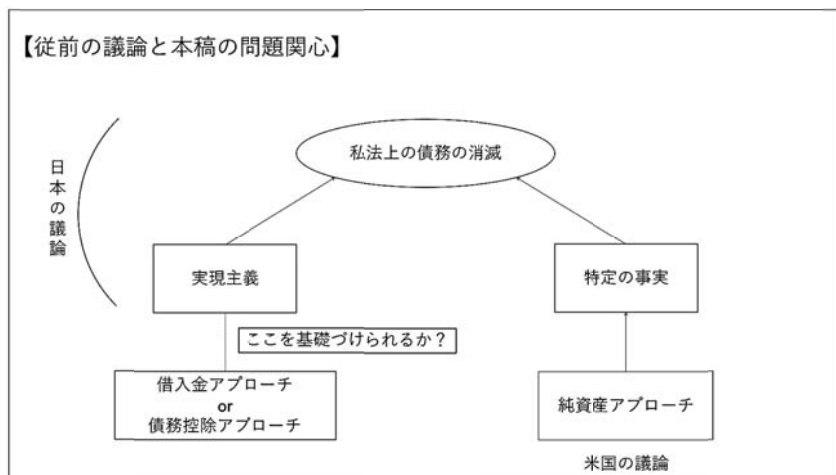 【従前の議論と本稿の問題関心】
私法上の債務の消滅
日本の議論
実現主義
特定の事実
ここを基礎づけられるか？
借入金アプローチ
or
債務控除アプローチ
純資産アプローチ
米国の議論